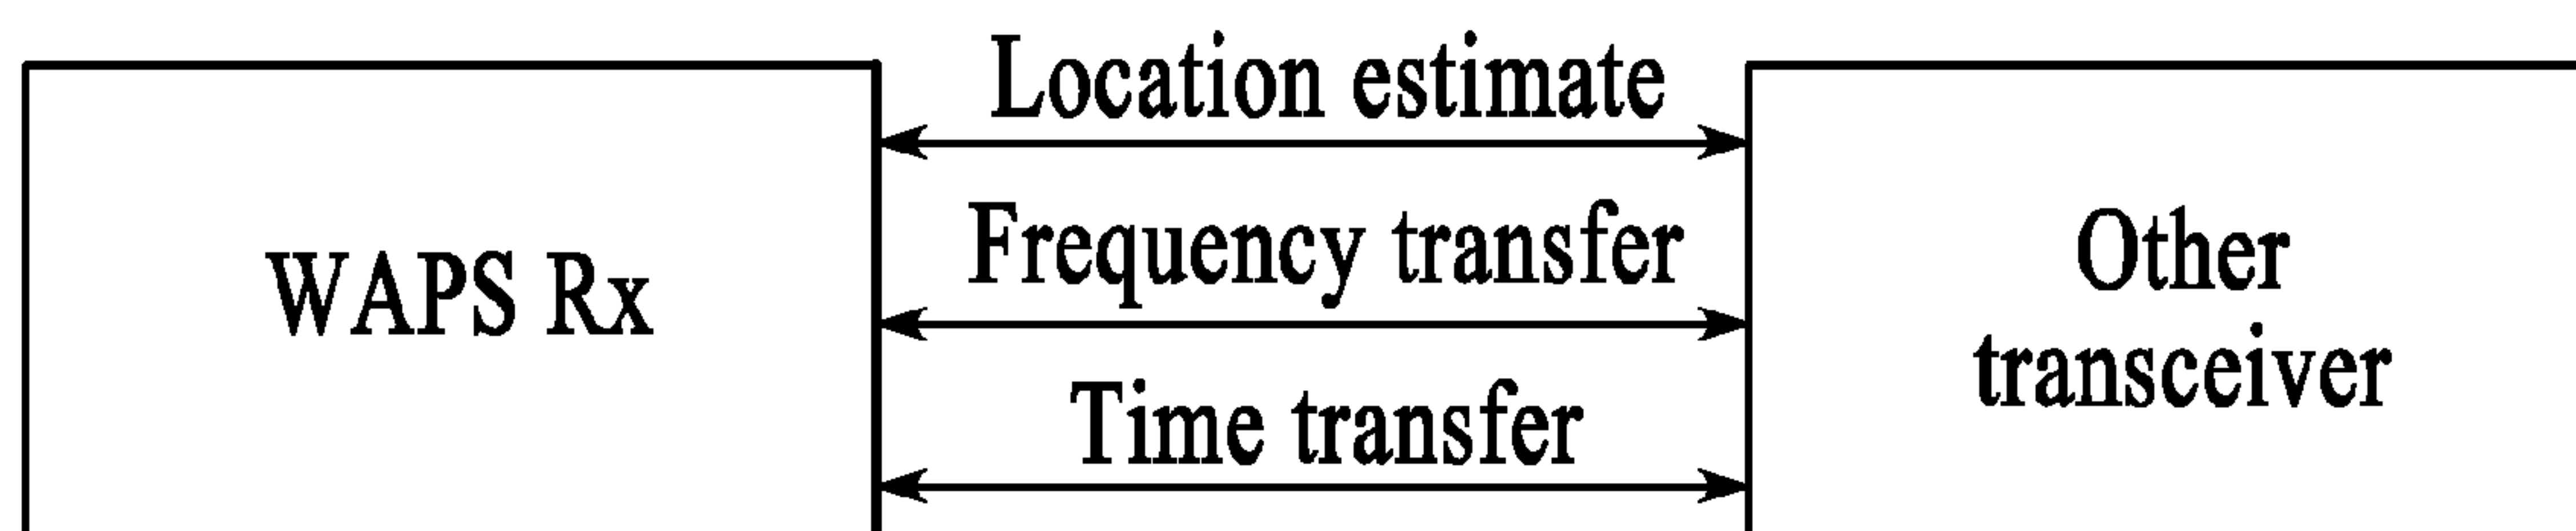 WAPS Rx
Location estimate
Frequency transfer
Time transfer
Other
transceiver